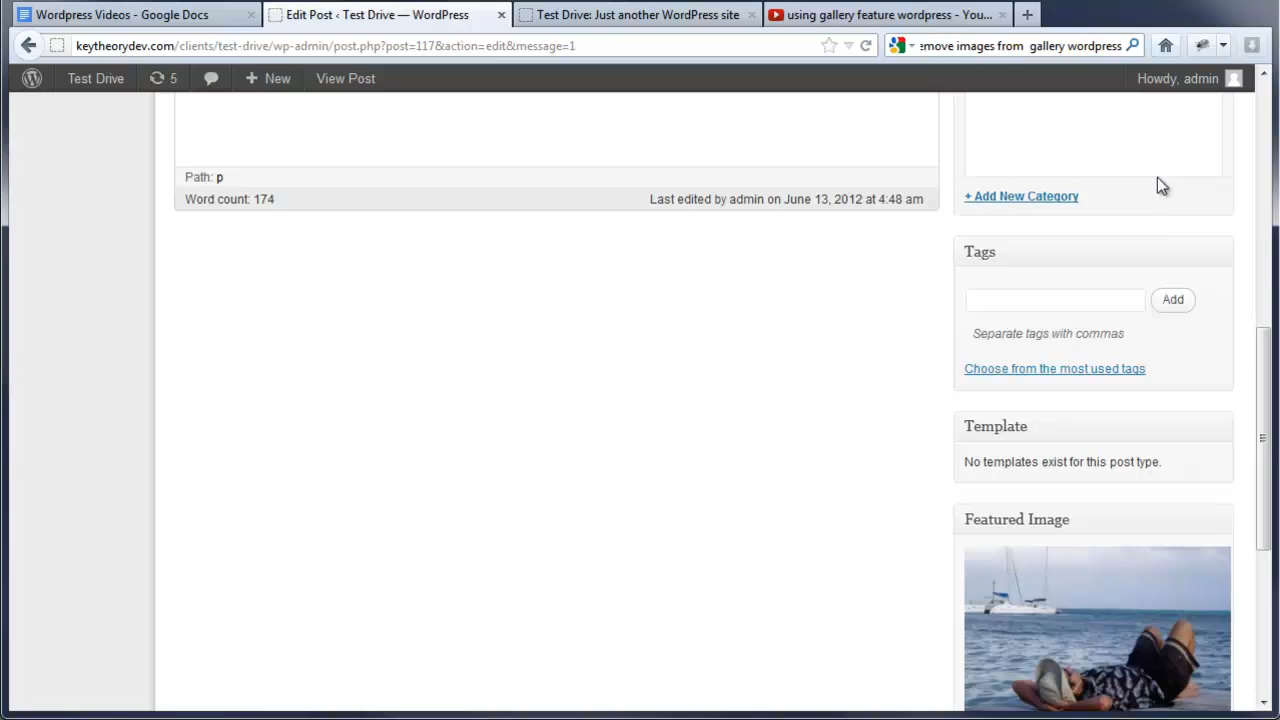 Wordpress Videos - Google Docs
Edit Post ‹ Test Drive — WordPress
Test Drive: Just another WordPress site
using gallery feature wordpress - You...
keytheorydev.com/clients/test-drive/wp-admin/post.php?post=117&action=edit&message=1
emove images from gallery wordpress
Test Drive
5
New
View Post
Howdy, admin
Path: p
Word count: 174
Last edited by admin on June 13, 2012 at 4:48 am
+ Add New Category
Tags
Add
Separate tags with commas
Choose from the most used tags
Template
No templates exist for this post type.
Featured Image